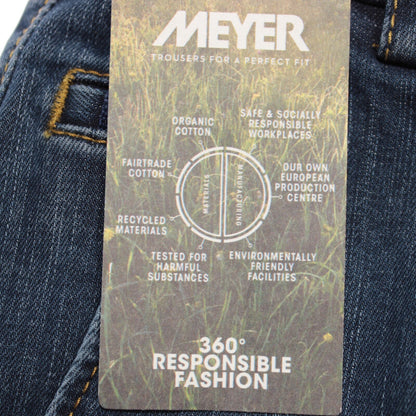 MEYER
TROUSERS FOR A PERFECT FIT
ORGANIC
COTTON
FAIRTRADE
COTTON
RECYCLED
MATERIALS
TESTED FOR
HARMFUL
SUBSTANCES
MATERIALS
MANUFACTURING
SAFE & SOCIALLY
RESPONSIBLE
WORKPLACES
OUR OWN
EUROPEAN
PRODUCTION
CENTRE
ENVIRONMENTALLY
FRIENDLY
FACILITIES
360°
RESPONSIBLE
FASHION